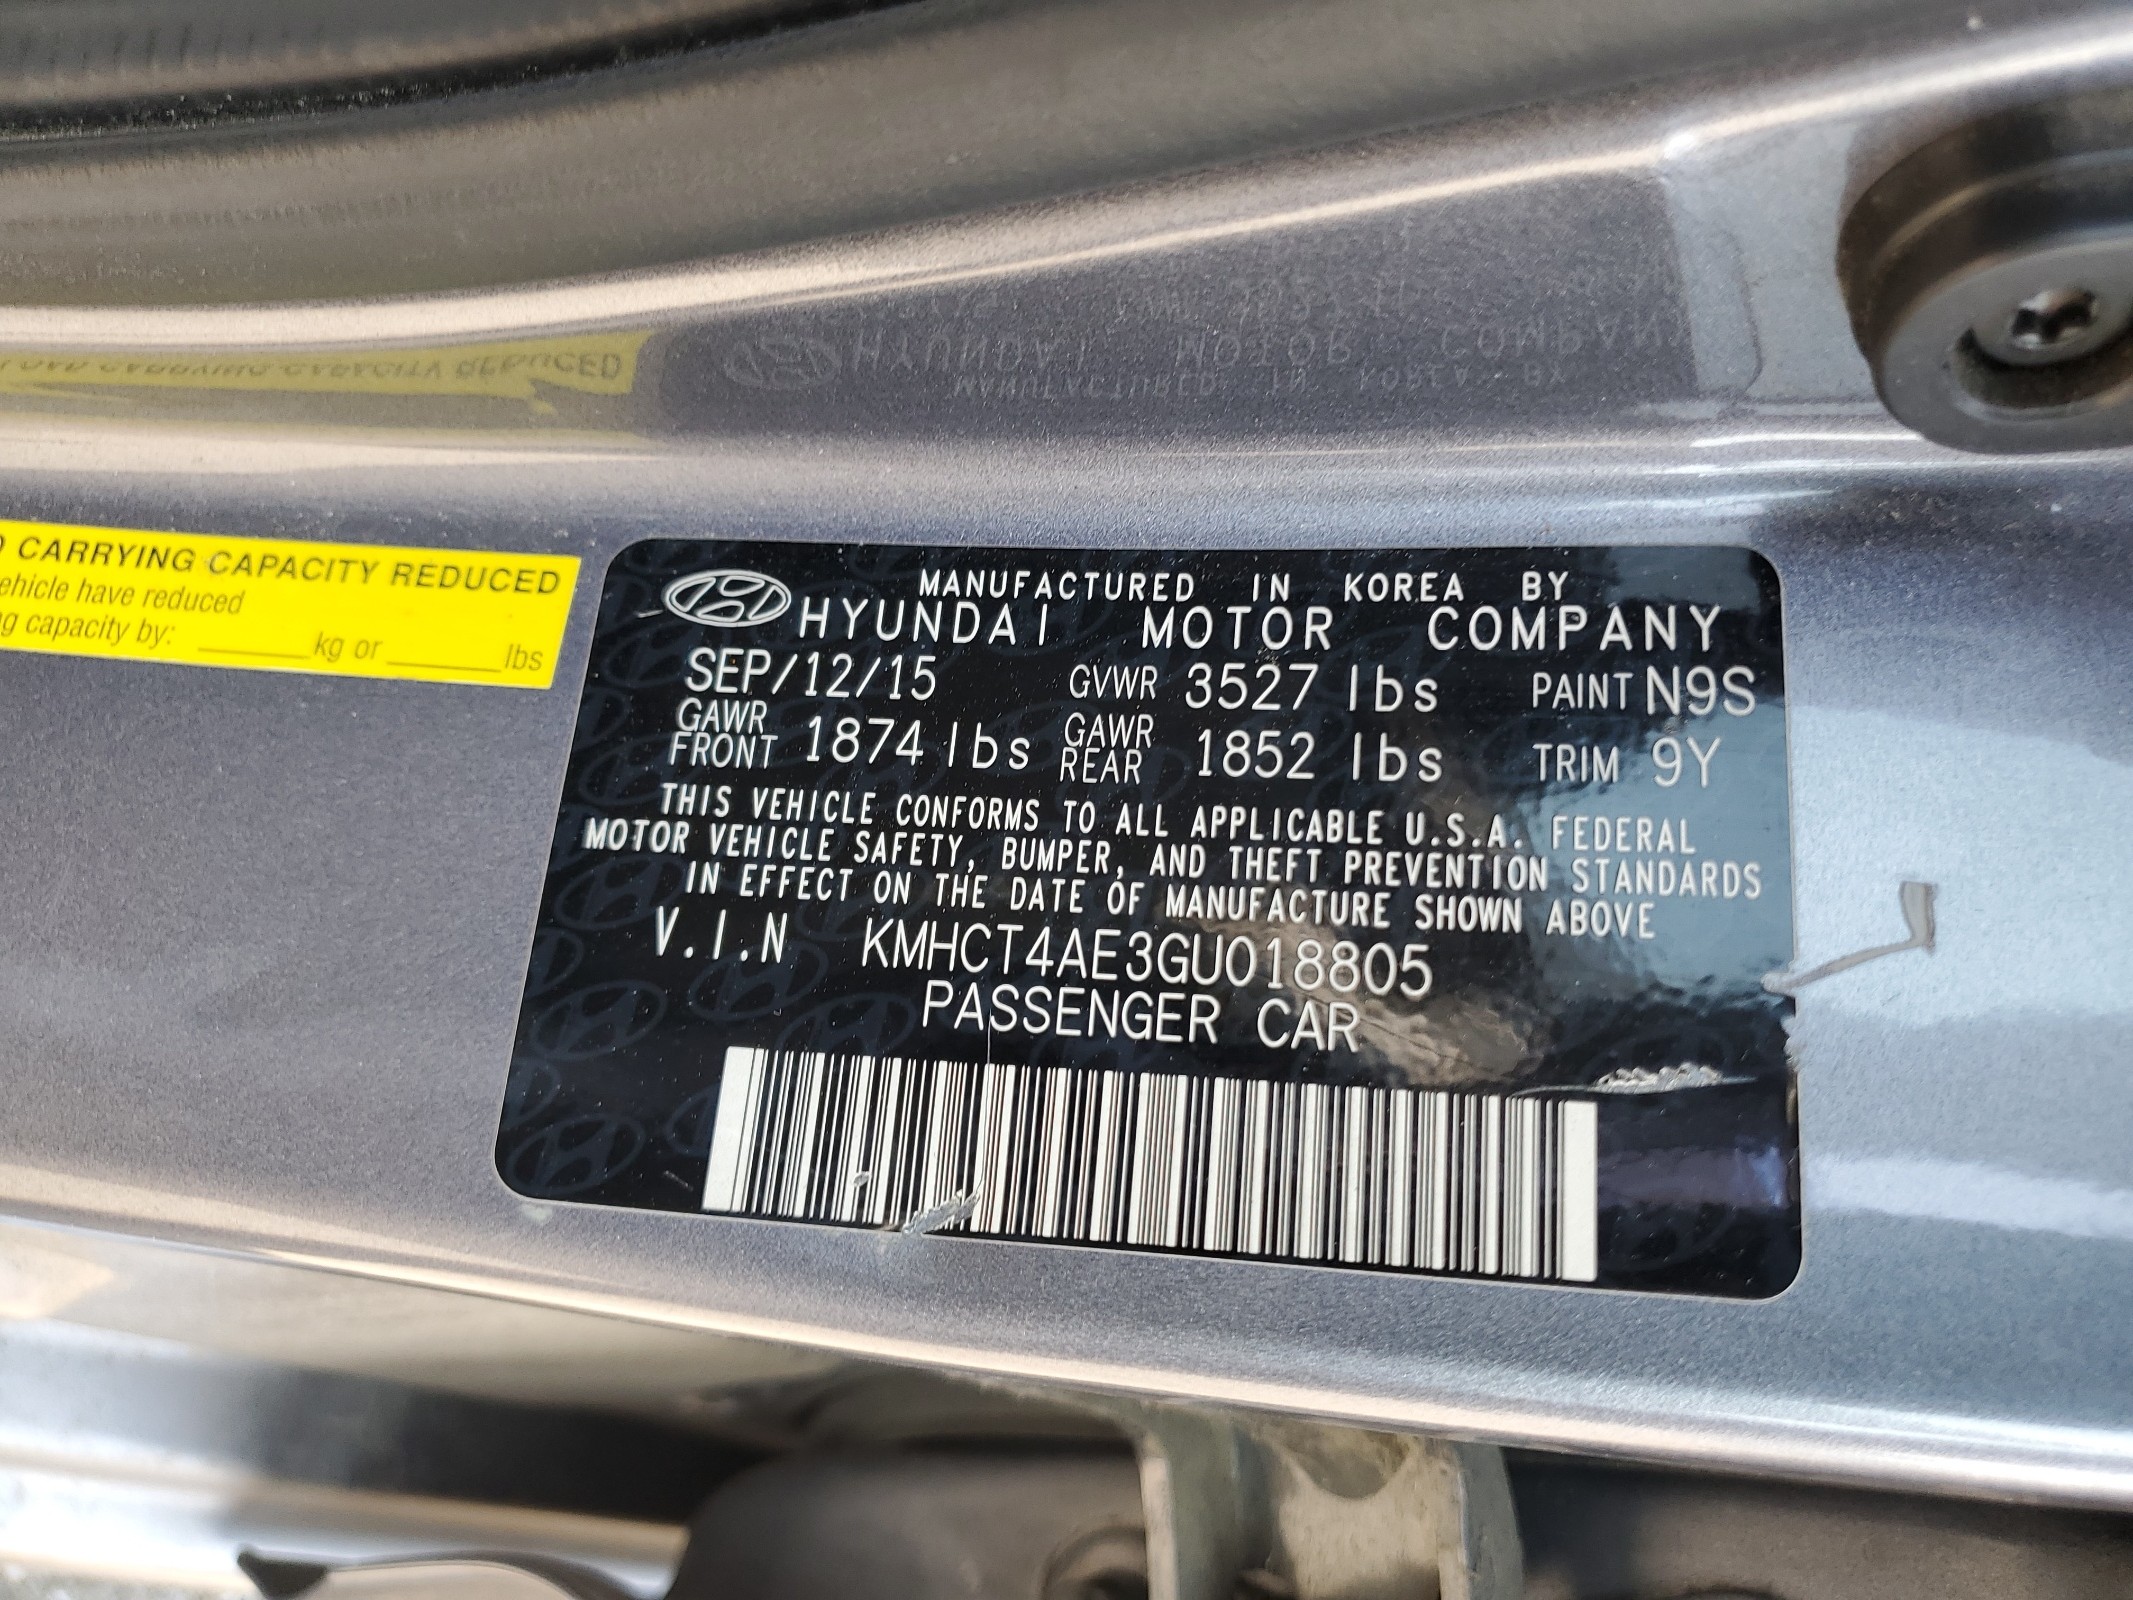 CARRYING CAPACITY REDUCED
have reduced
capacity by: ______kg or ______lbs
MANUFACTURED IN KOREA BY
HYUNDAI MOTOR COMPANY
SEP/12/15 GVWR 3527 lbs PAINT N9S
GAWR FRONT 1874 lbs GAWR REAR 1852 lbs TRIM 9Y
THIS VEHICLE CONFORMS TO ALL APPLICABLE U.S.A. FEDERAL
MOTOR VEHICLE SAFETY, BUMPER, AND THEFT PREVENTION STANDARDS
IN EFFECT ON THE DATE OF MANUFACTURE SHOWN ABOVE
V.I.N KMHCT4AE3GU018805
PASSENGER CAR